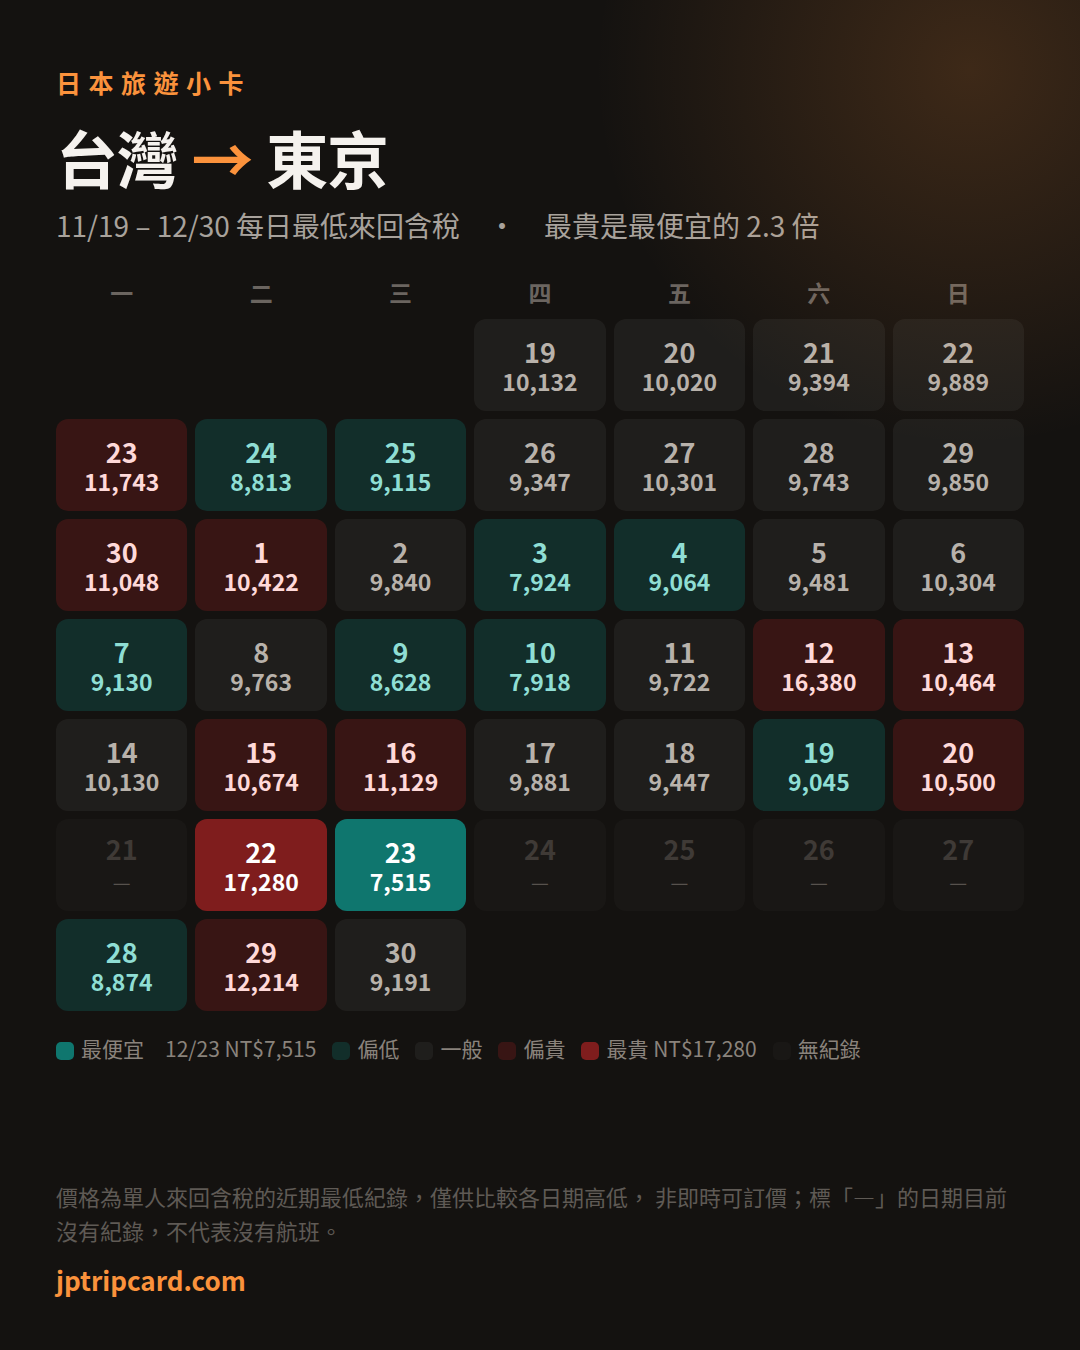 日本旅遊小卡
台灣 → 東京
11/19 – 12/30 每日最低來回含稅 ・ 最貴是最便宜的 2.3 倍
一 二 三 四 五 六 日
19 20 21 22
10,132 10,020 9,394 9,889
23 24 25 26 27 28 29
11,743 8,813 9,115 9,347 10,301 9,743 9,850
30 1 2 3 4 5 6
11,048 10,422 9,840 7,924 9,064 9,481 10,304
7 8 9 10 11 12 13
9,130 9,763 8,628 7,918 9,722 16,380 10,464
14 15 16 17 18 19 20
10,130 10,674 11,129 9,881 9,447 9,045 10,500
21 22 23 24 25 26 27
— 17,280 7,515 — — — —
28 29 30
8,874 12,214 9,191
最便宜 12/23 NT$7,515 偏低 一般 偏貴 最貴 NT$17,280 無紀錄
價格為單人來回含稅的近期最低紀錄，僅供比較各日期高低， 非即時可訂價；標「—」的日期目前
沒有紀錄，不代表沒有航班。
jptripcard.com